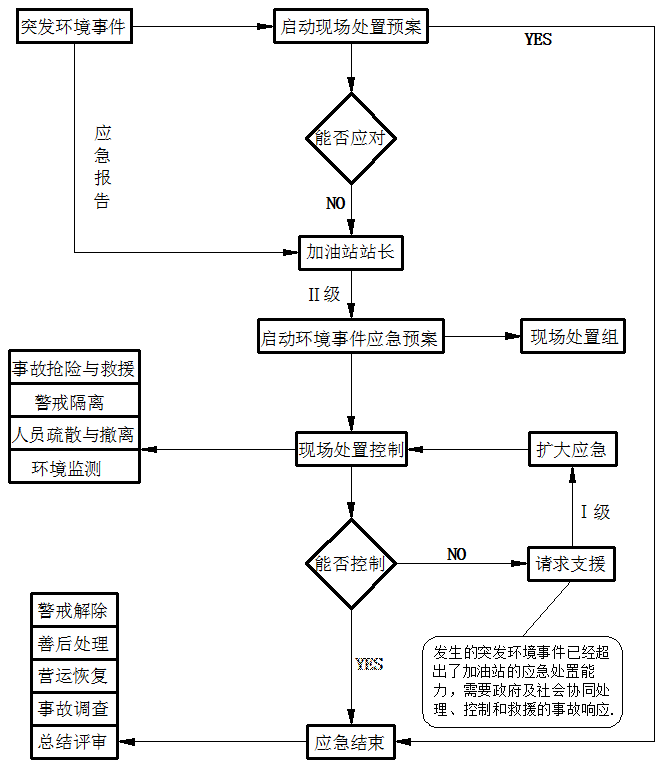 突发环境事件
启动现场处置预案
YES
应急报告
能否应对
NO
加油站站长
II级
启动环境事件应急预案
现场处置组
事故抢险与救援
警戒隔离
人员疏散与撤离
环境监测
现场处置控制
扩大应急
I级
能否控制
NO
请求支援
警戒解除
善后处理
营运恢复
事故调查
总结评审
YES
发生的突发环境事件已经超
出了加油站的应急处置能
力，需要政府及社会协同处
理、控制和救援的事故响应.
应急结束